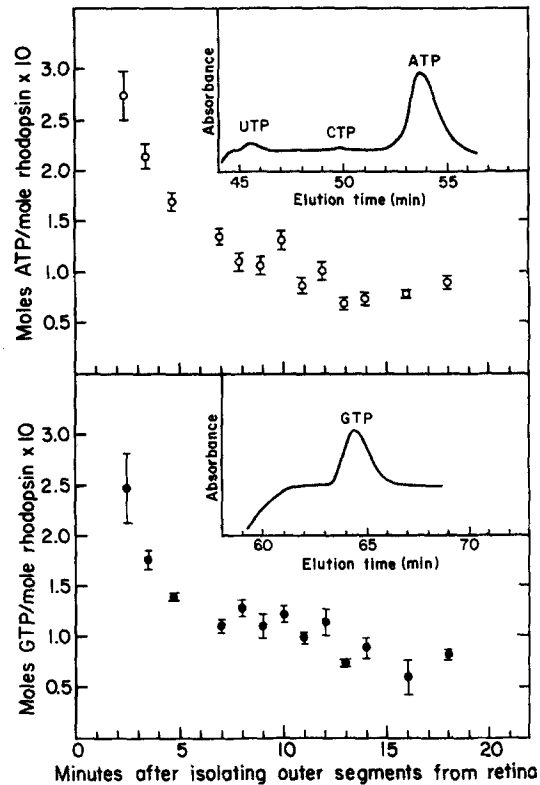 Moles ATP/mole rhodopsin x 10
3.0
2.5
2.0
1.5
1.0
0.5
Absorbance
UTP
CTP
ATP
45
50
55
Elution time (min)
Moles GTP/mole rhodopsin x 10
3.0
2.5
2.0
1.5
1.0
0.5
Absorbance
GTP
60
65
70
Elution time (min)
0
5
10
15
20
Minutes after isolating outer segments from retina